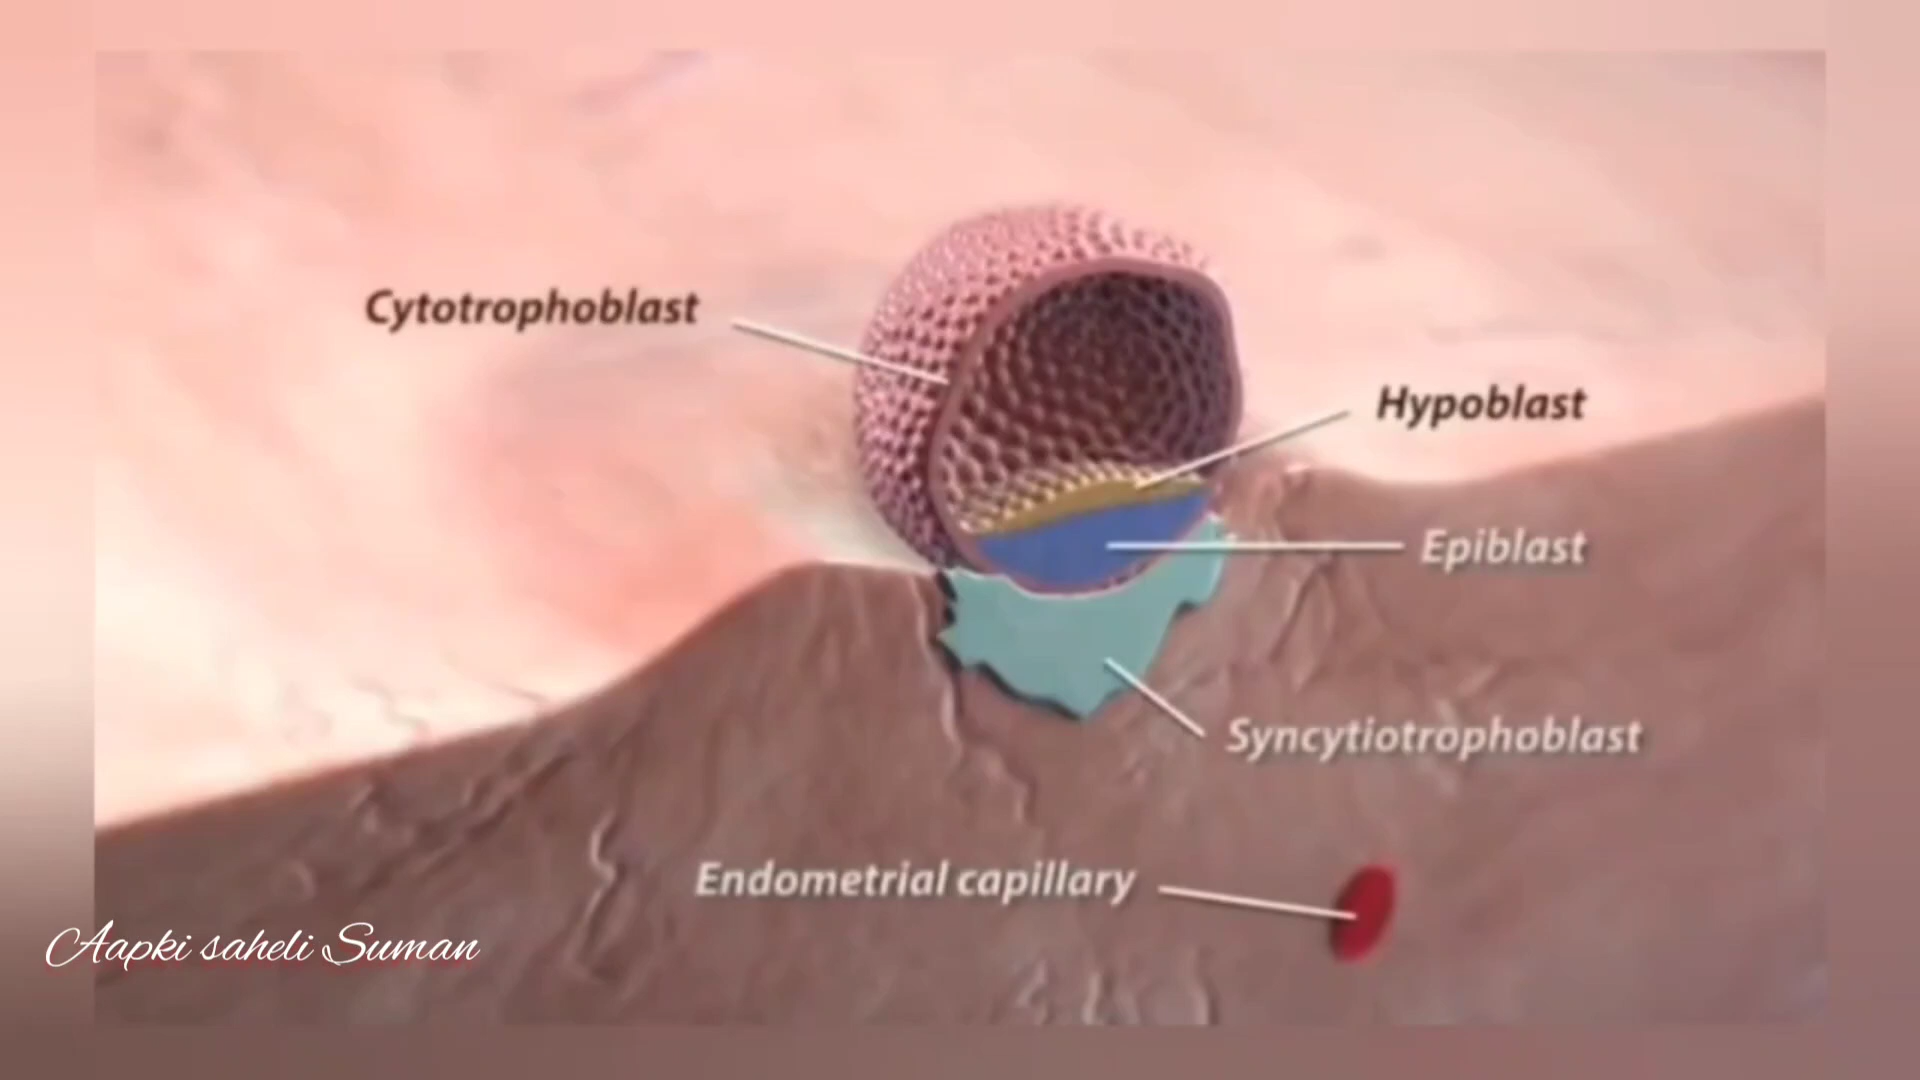 Cytotrophoblast
Hypoblast
Epiblast
Syncytiotrophoblast
Endometrial capillary
Aapki saheli Suman